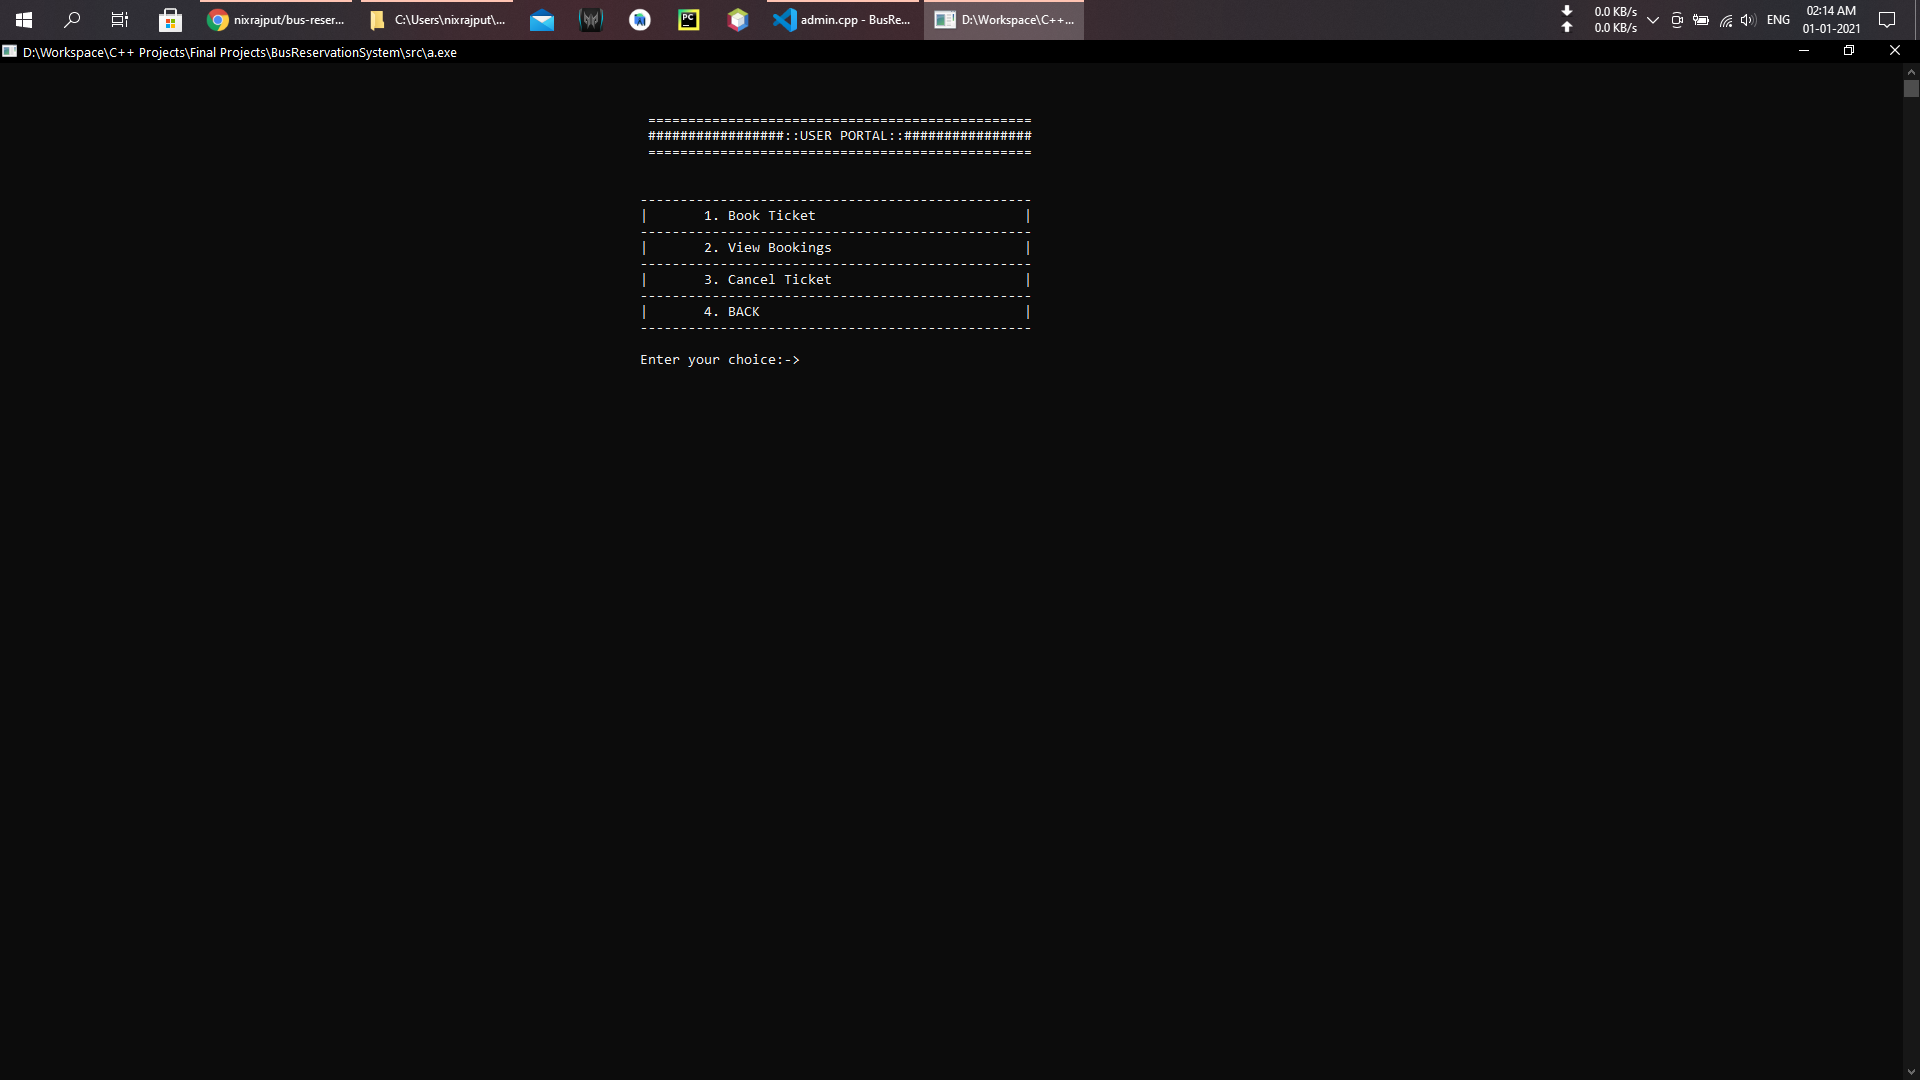 nixrajput/bus-reser...
C:\Users\nixrajput\...
PC
admin.cpp - BusRe...
D:\Workspace\C++...
0.0 KB/s
0.0 KB/s
ENG
02:14 AM
01-01-2021
D:\Workspace\C++ Projects\Final Projects\BusReservationSystem\src\a.exe
================================================
#################::USER PORTAL::################
================================================
-------------------------------------------------
|       1. Book Ticket                          |
-------------------------------------------------
|       2. View Bookings                        |
-------------------------------------------------
|       3. Cancel Ticket                        |
-------------------------------------------------
|       4. BACK                                 |
-------------------------------------------------
Enter your choice:->